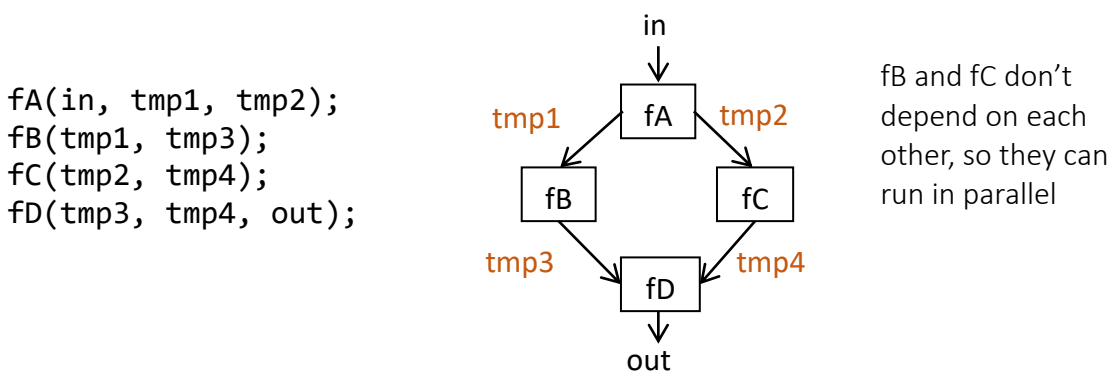 fA(in, tmp1, tmp2);
fB(tmp1, tmp3);
fC(tmp2, tmp4);
fD(tmp3, tmp4, out);
in
fA
tmp1
tmp2
fB
fC
tmp3
tmp4
fD
out
fB and fC don’t
depend on each
other, so they can
run in parallel